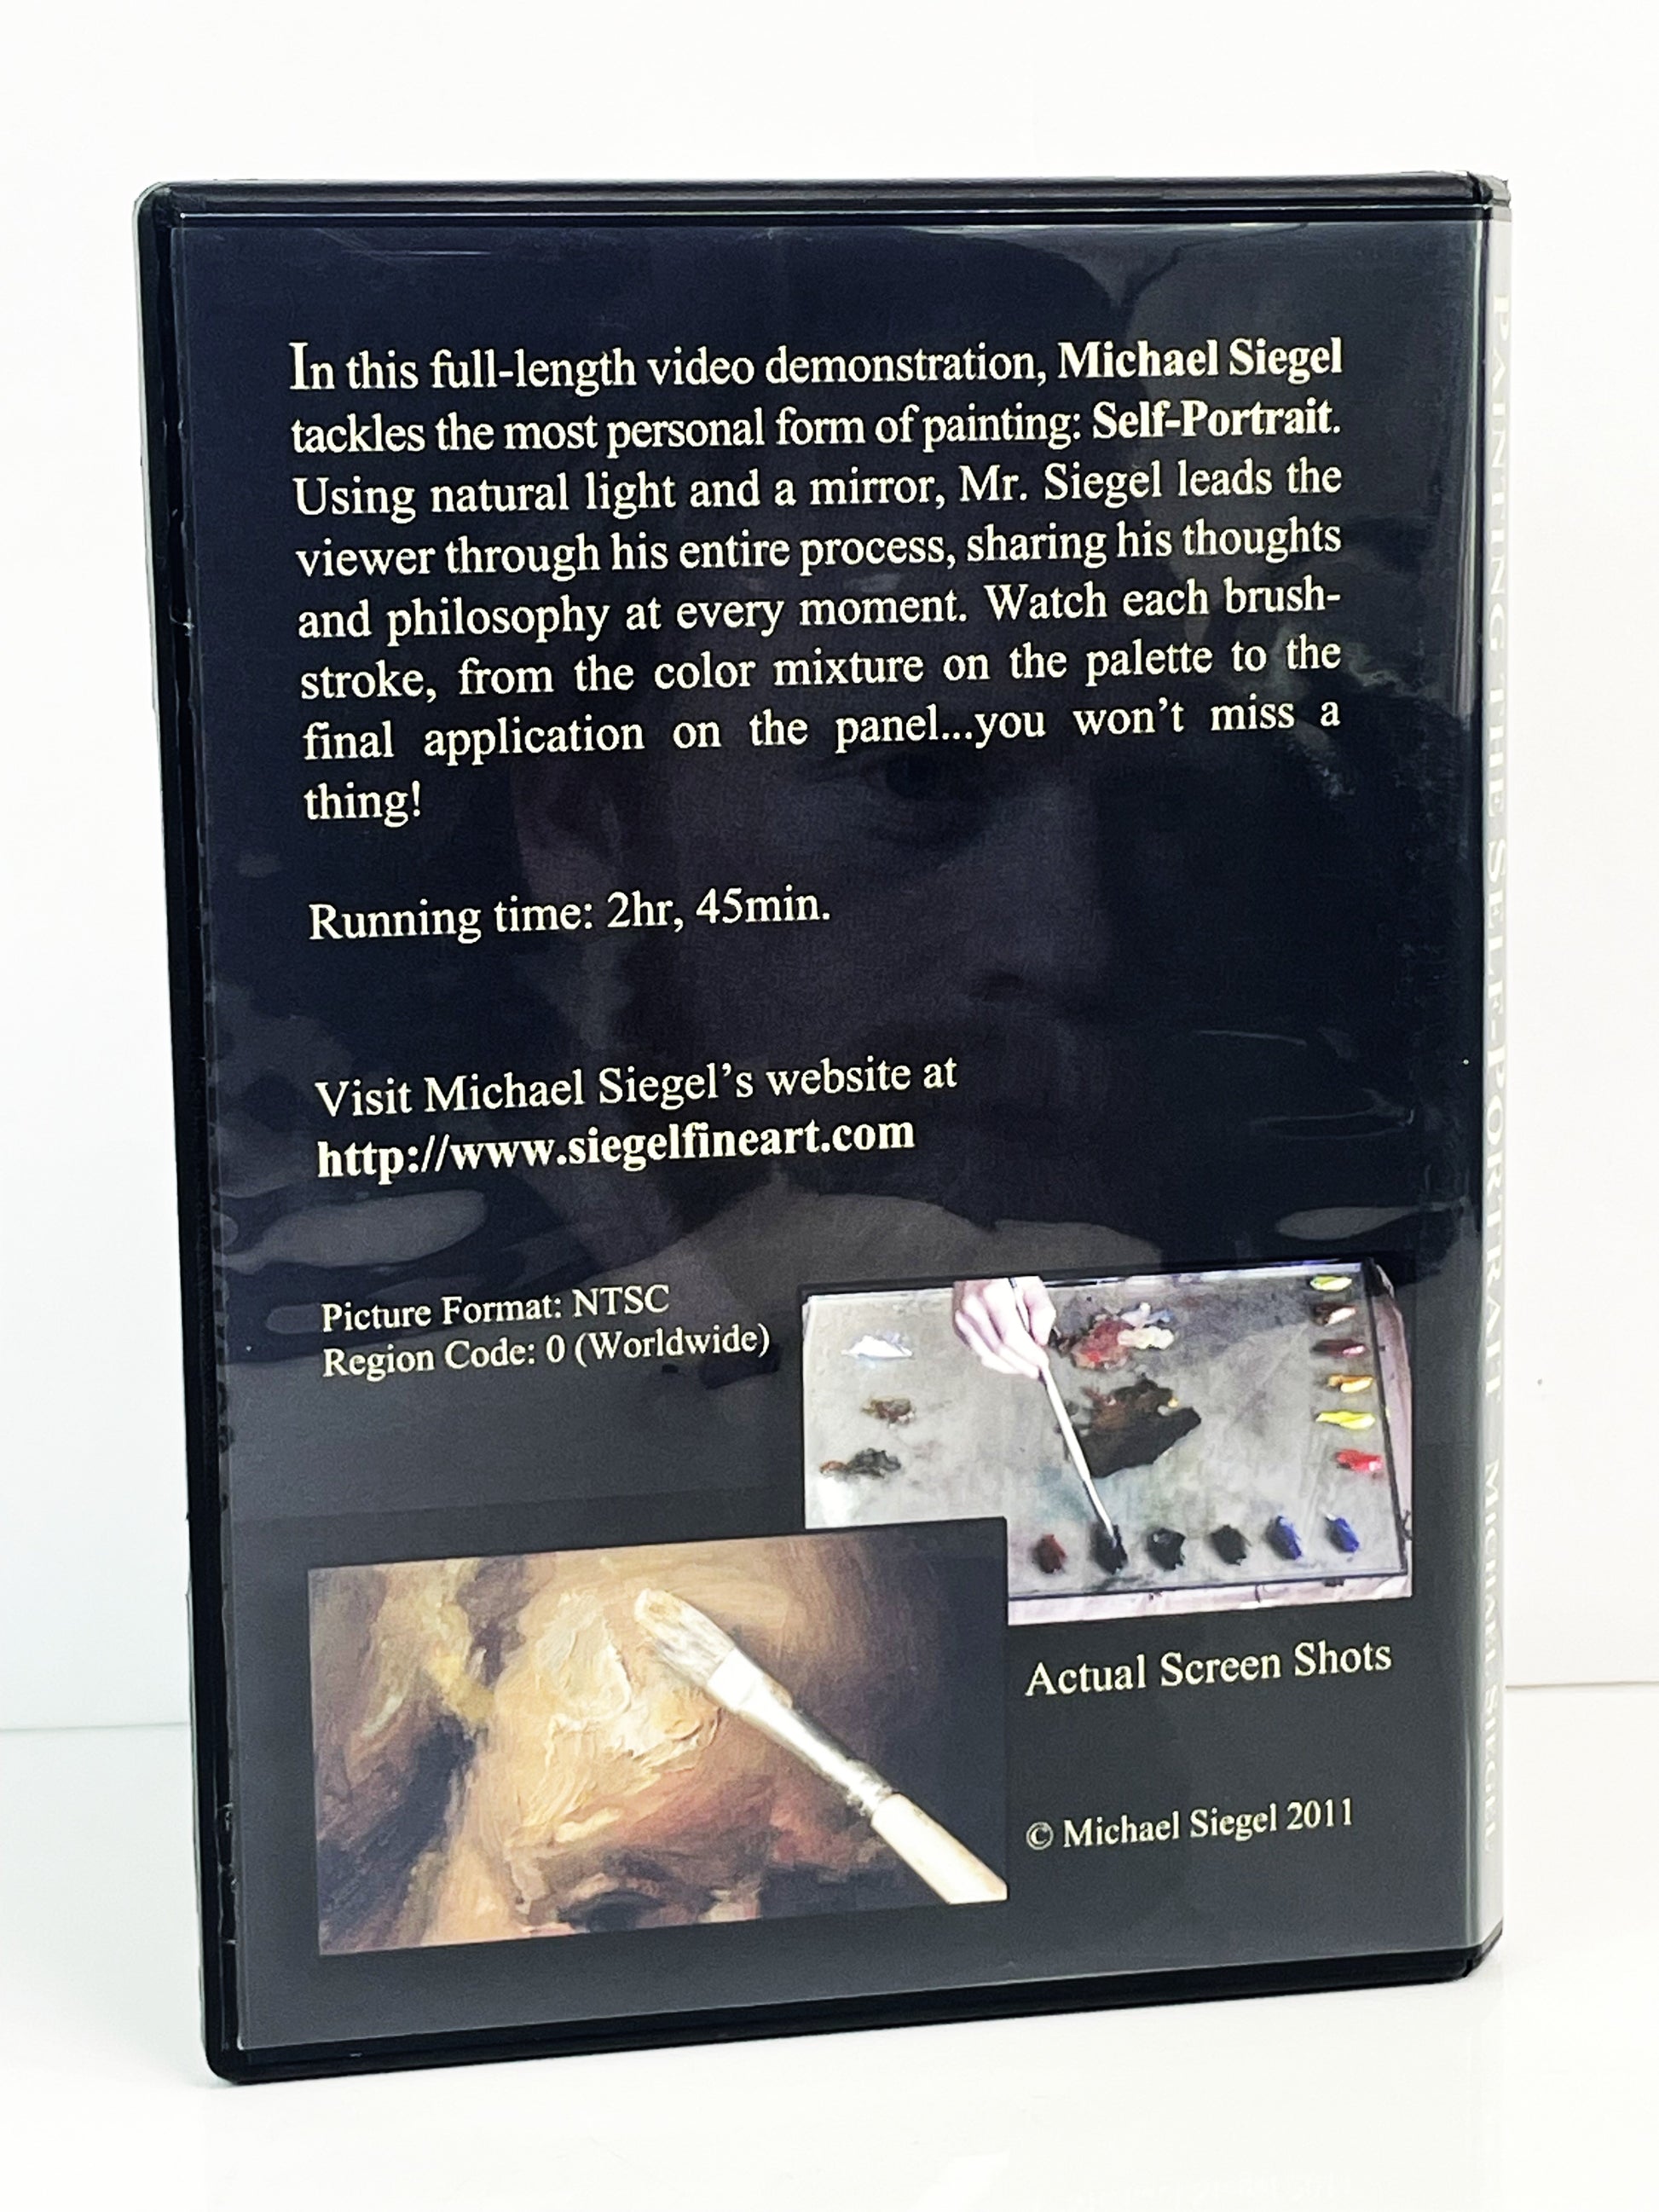 In this full-length video demonstration, Michael Siegel
tackles the most personal form of painting: Self-Portrait.
Using natural light and a mirror, Mr. Siegel leads the
viewer through his entire process, sharing his thoughts
and philosophy at every moment. Watch each brush-
stroke, from the color mixture on the palette to the
final application on the panel...you won't miss a
thing!
Running time: 2hr, 45min.
Visit Michael Siegel's website at
http://www.siegelfineart.com
Picture Format: NTSC
Region Code: 0 (Worldwide)
Actual Screen Shots
© Michael Siegel 2011
PAINTING THE SELF-PORTRAIT MICHAEL SIEGEL